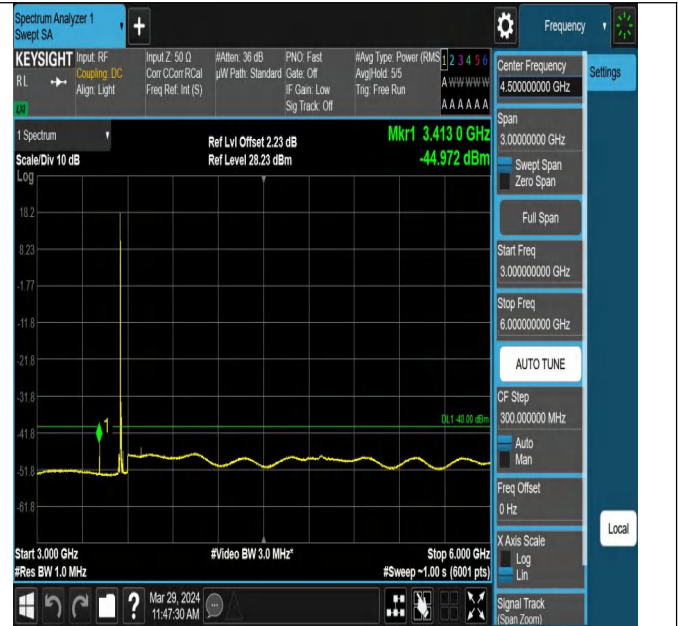 Spectrum Analyzer 1
Swept SA
Frequency
KEYSIGHT
RL
LXI
Input: RF
Coupling: DC
Align: Light
Input Z: 50 Ω
Corr CCorr RCal
Freq Ref: Int (S)
#Atten: 36 dB
µW Path: Standard
PNO: Fast
Gate: Off
IF Gain: Low
Sig Track: Off
#Avg Type: Power (RMS
Avg|Hold: 5/5
Trig: Free Run
1 2 3 4 5 6
A W W W W W
A A A A A A
1 Spectrum
Scale/Div 10 dB
Log
Ref Lvl Offset 2.23 dB
Ref Level 28.23 dBm
Mkr1 3.413 0 GHz
-44.972 dBm
18.2
8.23
-1.77
-11.8
-21.8
-31.8
-41.8
-51.8
-61.8
1
DL1 -40.00 dBm
Start 3.000 GHz
#Res BW 1.0 MHz
#Video BW 3.0 MHz*
Stop 6.000 GHz
#Sweep ~1.00 s (6001 pts)
Center Frequency
4.500000000 GHz
Settings
Span
3.00000000 GHz
Swept Span
Zero Span
Full Span
Start Freq
3.000000000 GHz
Stop Freq
6.000000000 GHz
AUTO TUNE
CF Step
300.000000 MHz
Auto
Man
Freq Offset
0 Hz
X Axis Scale
Log
Lin
Local
Signal Track
(Span Zoom)
?
Mar 29, 2024
11:47:30 AM